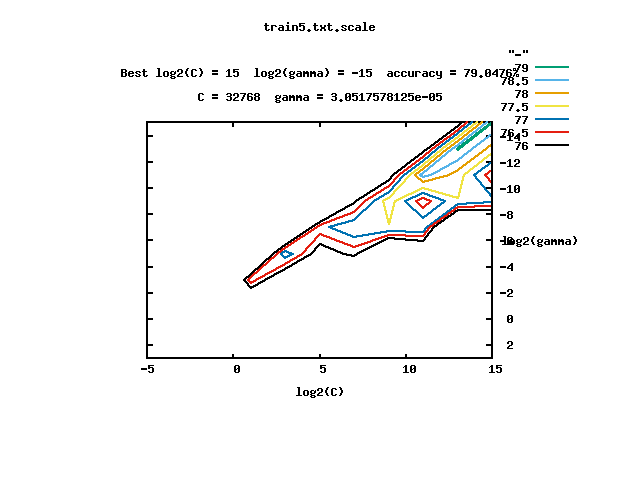 train5.txt.scale
"-"
Best log2(C) = 15  log2(gamma) = -15  accuracy = 79.0476%
79
78.5
78
C = 32768  gamma = 3.0517578125e-05
77.5
77
76.5
76
-14
-12
-10
-8
-6
log2(gamma)
-4
-2
0
2
-5 0 5 10 15
log2(C)